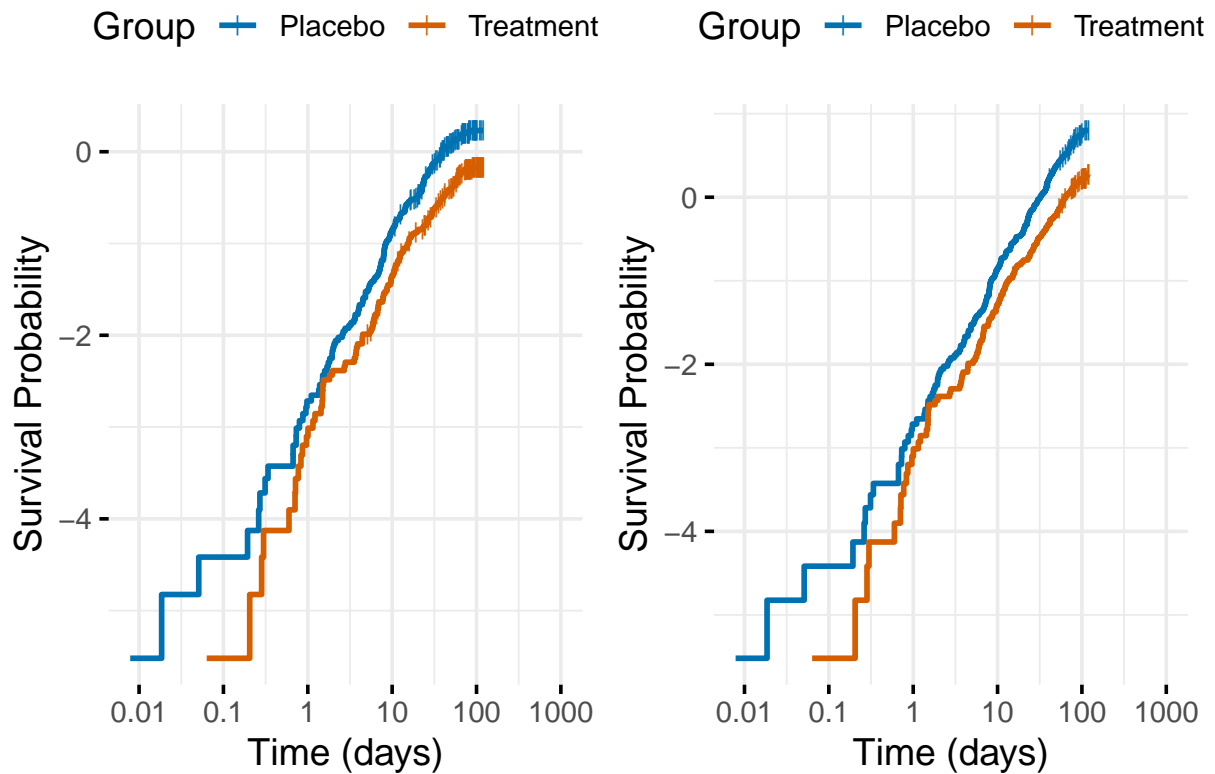 Group Placebo Treatment
0
−2
−4
Survival Probability
0.01 0.1 1 10 100 1000
Time (days)
Group Placebo Treatment
0
−2
−4
Survival Probability
0.01 0.1 1 10 100 1000
Time (days)